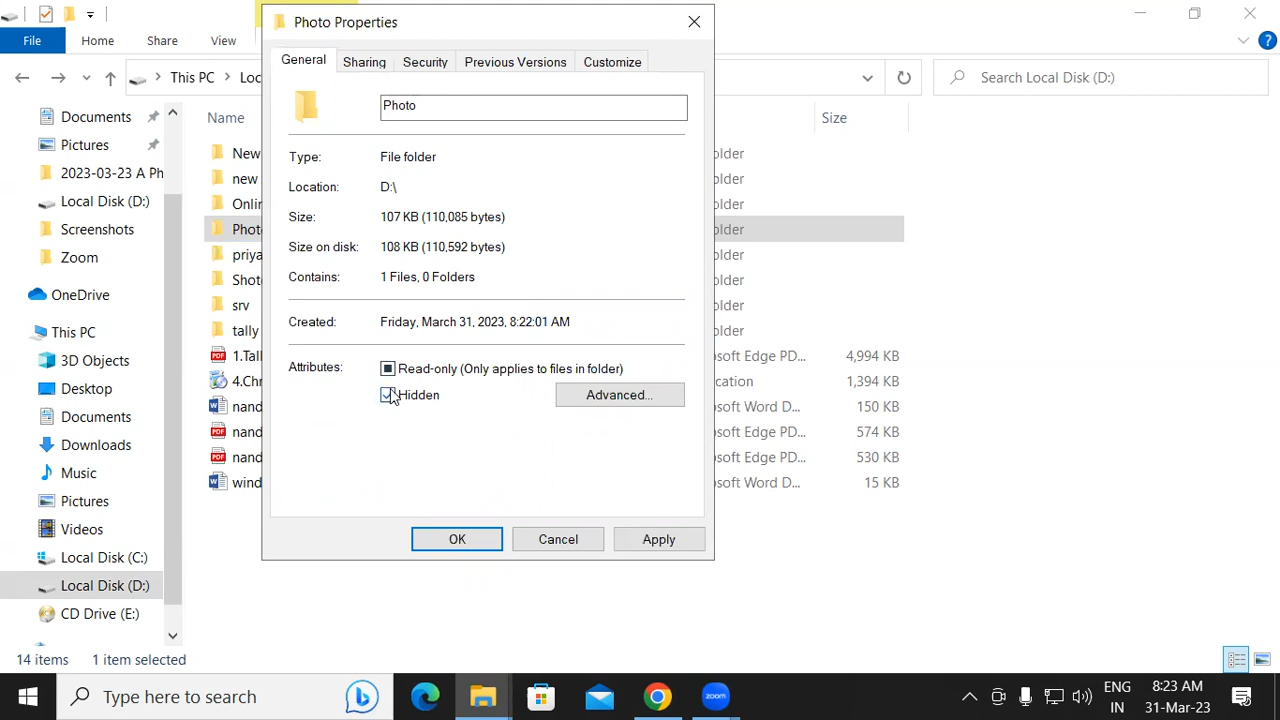 Photo Properties
File
Home
Share
View
General
Sharing
Security
Previous Versions
Customize
This PC
Loc
Search Local Disk (D:)
Documents
Pictures
2023-03-23 A Ph
Local Disk (D:)
Screenshots
Zoom
OneDrive
This PC
3D Objects
Desktop
Documents
Downloads
Music
Pictures
Videos
Local Disk (C:)
Local Disk (D:)
CD Drive (E:)
Name
Size
New
older
new
older
Onlin
older
Photo
older
priya
older
Shot
older
srv
older
tally
older
1.Tal
osoft Edge PD... 4,994 KB
4.Chr
cation 1,394 KB
nand
osoft Word D... 150 KB
nand
osoft Edge PD... 574 KB
nand
osoft Edge PD... 530 KB
wind
osoft Word D... 15 KB
Photo
Type: File folder
Location: D:\
Size: 107 KB (110,085 bytes)
Size on disk: 108 KB (110,592 bytes)
Contains: 1 Files, 0 Folders
Created: Friday, March 31, 2023, 8:22:01 AM
Attributes: Read-only (Only applies to files in folder)
Hidden
Advanced...
OK
Cancel
Apply
14 items 1 item selected
Type here to search
zoom
ENG
IN
8:23 AM
31-Mar-23